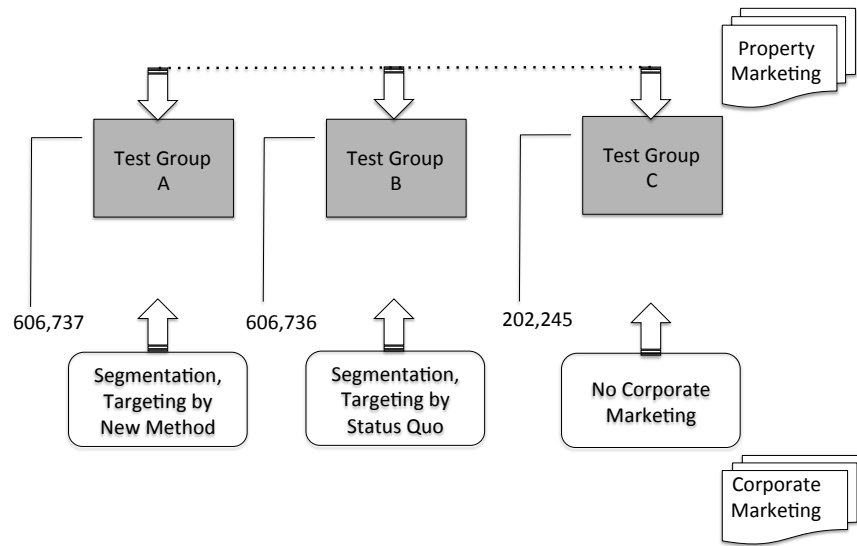 Property
Marketing
Test Group
A
Test Group
B
Test Group
C
606,737
606,736
202,245
Segmentation,
Targeting by
New Method
Segmentation,
Targeting by
Status Quo
No Corporate
Marketing
Corporate
Marketing